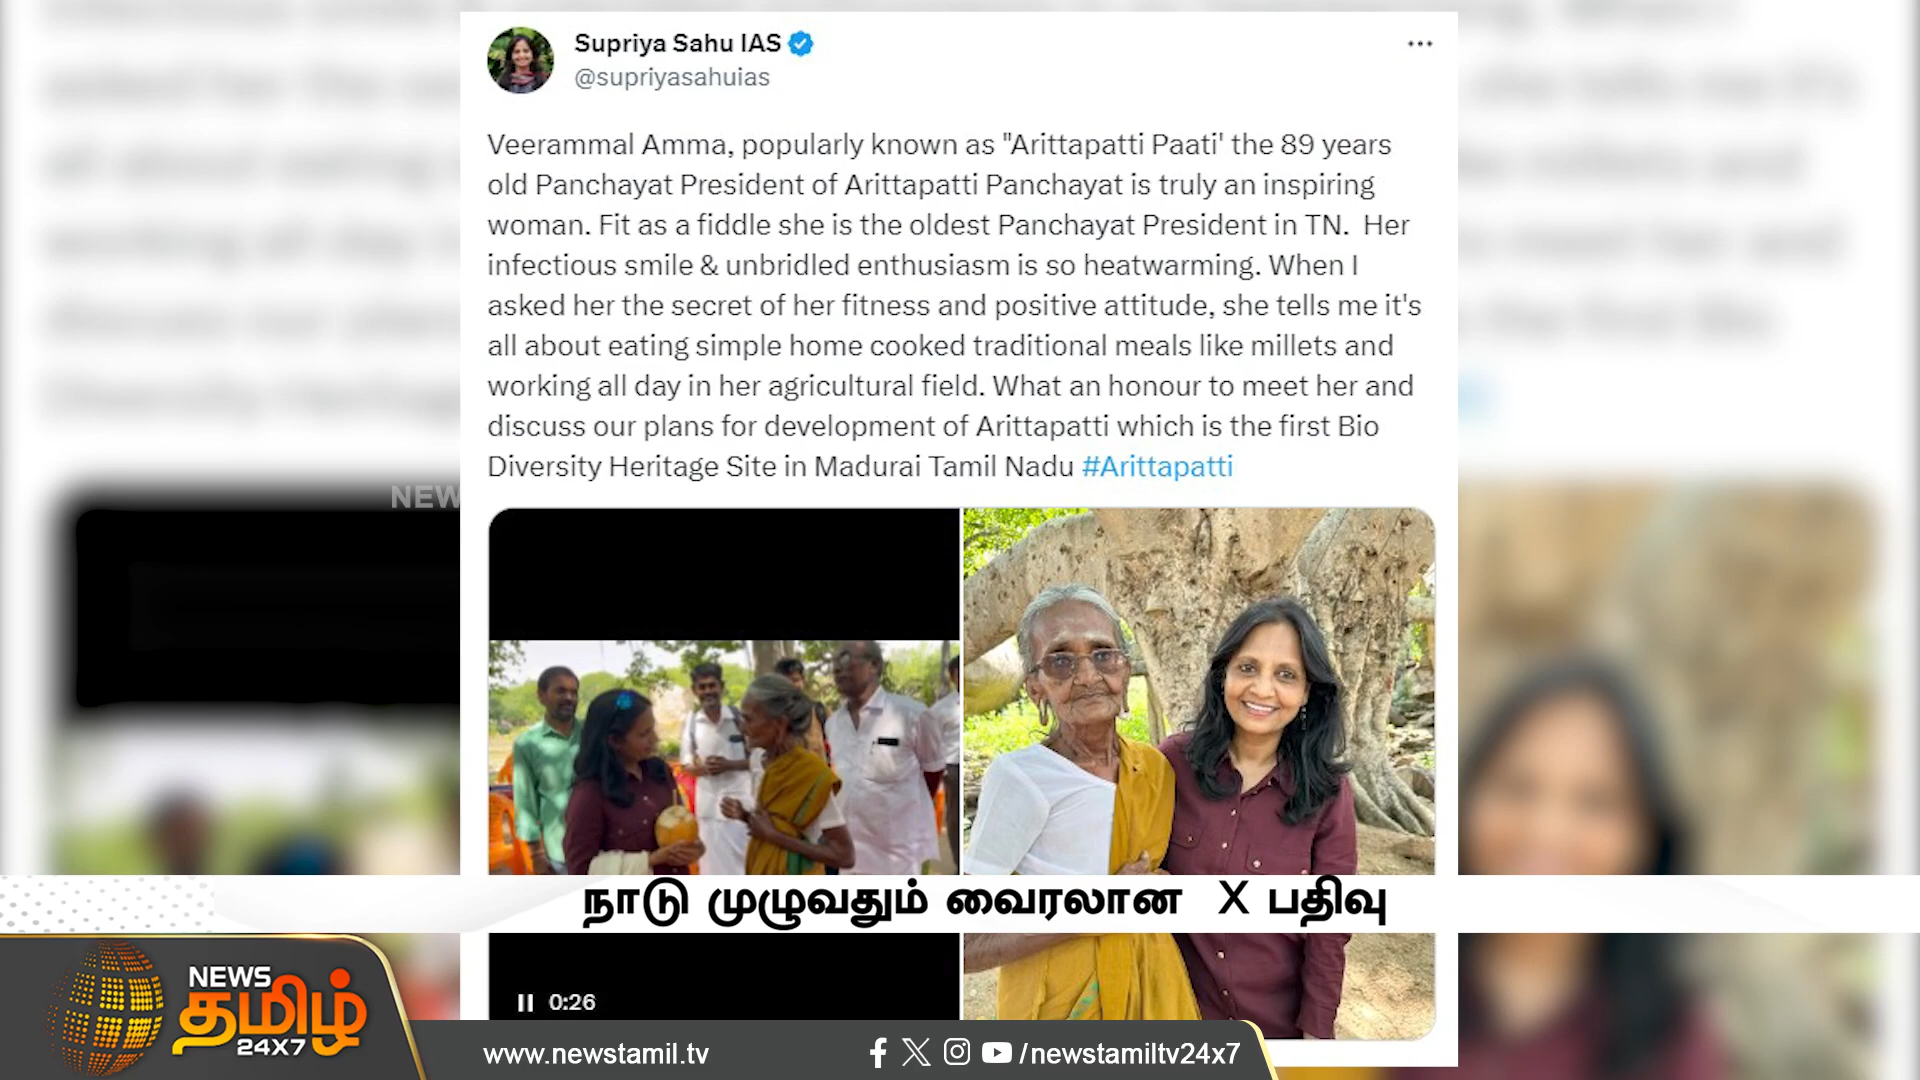 Supriya Sahu IAS
@supriyasahuias
Veerammal Amma, popularly known as "Arittapatti Paati' the 89 years
old Panchayat President of Arittapatti Panchayat is truly an inspiring
woman. Fit as a fiddle she is the oldest Panchayat President in TN.  Her
infectious smile & unbridled enthusiasm is so heatwarming. When I
asked her the secret of her fitness and positive attitude, she tells me it's
all about eating simple home cooked traditional meals like millets and
working all day in her agricultural field. What an honour to meet her and
discuss our plans for development of Arittapatti which is the first Bio
Diversity Heritage Site in Madurai Tamil Nadu #Arittapatti
NEW
நாடு முழுவதும் வைரலான  X பதிவு
0:26
NEWS
தமிழ்
24X7
www.newstamil.tv
/newstamiltv24x7